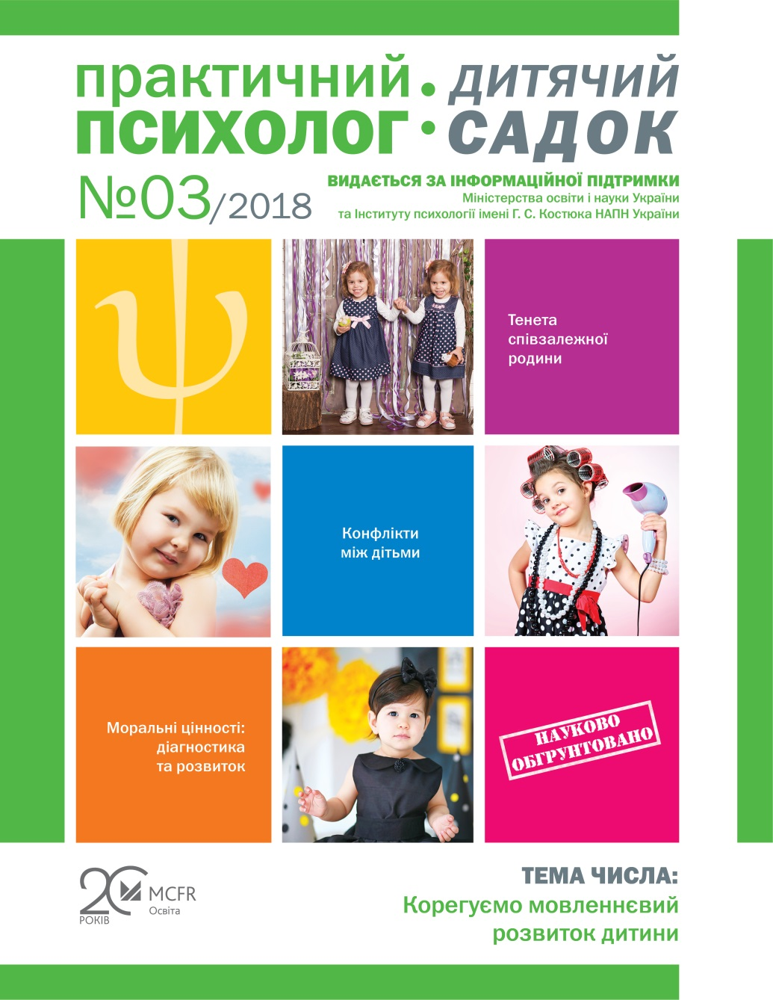 практичний
ПСИХОЛОГ
:
ДИТЯЧИЙ
САДОК
№03/2018
ВИДАЄТЬСЯ ЗА ІНФОРМАЦІЙНОЇ ПІДТРИМКИ
Міністерства освіти і науки України
та Інституту психології імені Г. С. Костюка НАПН України
ψ
Тенета
співзалежної
родини
Конфлікти
між дітьми
Моральні цінності:
діагностика
та розвиток
НАУКОВО
ОБГРУНТОВАНО
20
РОКІВ
MCFR
Освіта
ТЕМА ЧИСЛА:
Корегуємо мовленнєвий
розвиток дитини